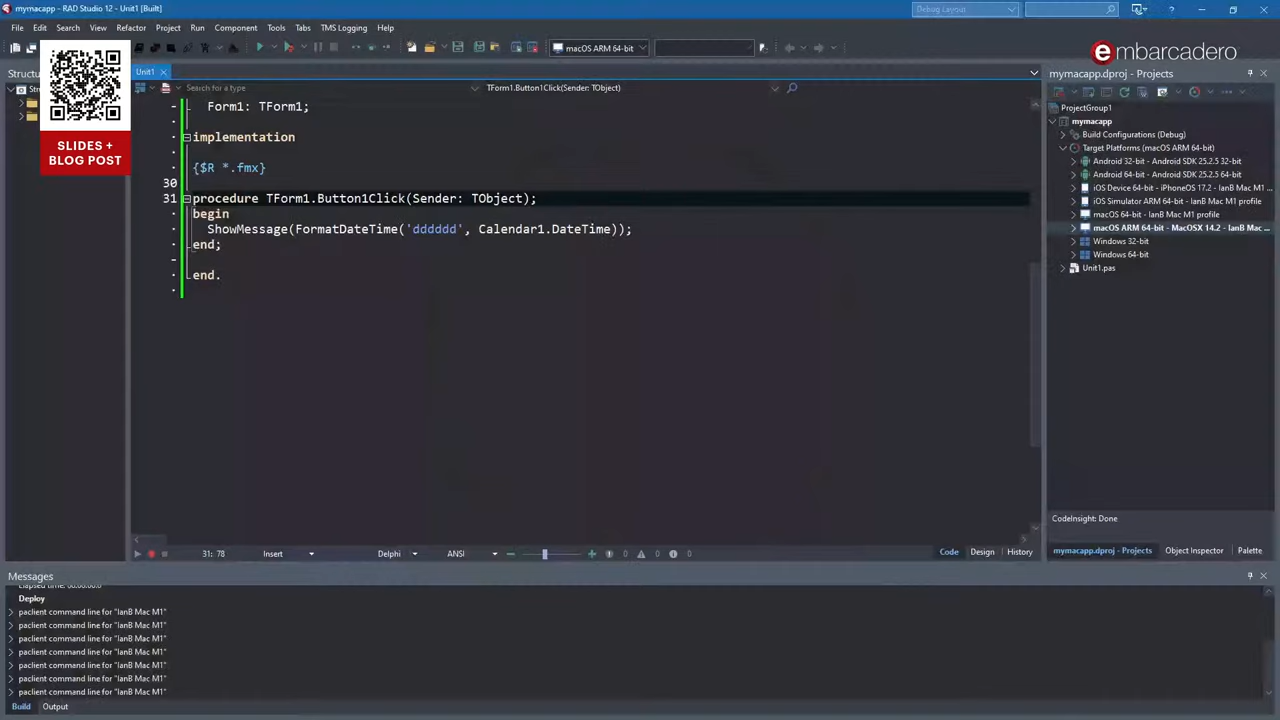 mymacapp - RAD Studio 12 - Unit1 [Built]
Debug Layout
File Edit Search View Refactor Project Run Component Tools Tabs TMS Logging Help
macOS ARM 64-bit
embarcadero
SLIDES +
BLOG POST
Unit1
Search for a type
TForm1.Button1Click(Sender: TObject)
Form1: TForm1;
implementation
{$R *.fmx}
30
31 procedure TForm1.Button1Click(Sender: TObject);
begin
ShowMessage(FormatDateTime('dddddd', Calendar1.DateTime));
end;
end.
mymacapp.dproj - Projects
ProjectGroup1
mymacapp
Build Configurations (Debug)
Target Platforms (macOS ARM 64-bit)
Android 32-bit - Android SDK 25.2.5 32-bit
Android 64-bit - Android SDK 25.2.5 64-bit
iOS Device 64-bit - iPhoneOS 17.2 - IanB M1
iOS Simulator ARM 64-bit - IanB M1 profile
macOS 64-bit - IanB M1 profile
macOS ARM 64-bit - MacOSX 14.2 - IanB M1 ...
Windows 32-bit
Windows 64-bit
Unit1.pas
CodeInsight: Done
31: 78 Insert Delphi ANSI 0 0 0
Code Design History
mymacapp.dproj - Projects Object Inspector Palette
Messages
Deploy
paclient command line for "IanB Mac M1"
paclient command line for "IanB Mac M1"
paclient command line for "IanB Mac M1"
paclient command line for "IanB Mac M1"
paclient command line for "IanB Mac M1"
paclient command line for "IanB Mac M1"
paclient command line for "IanB Mac M1"
Build Output